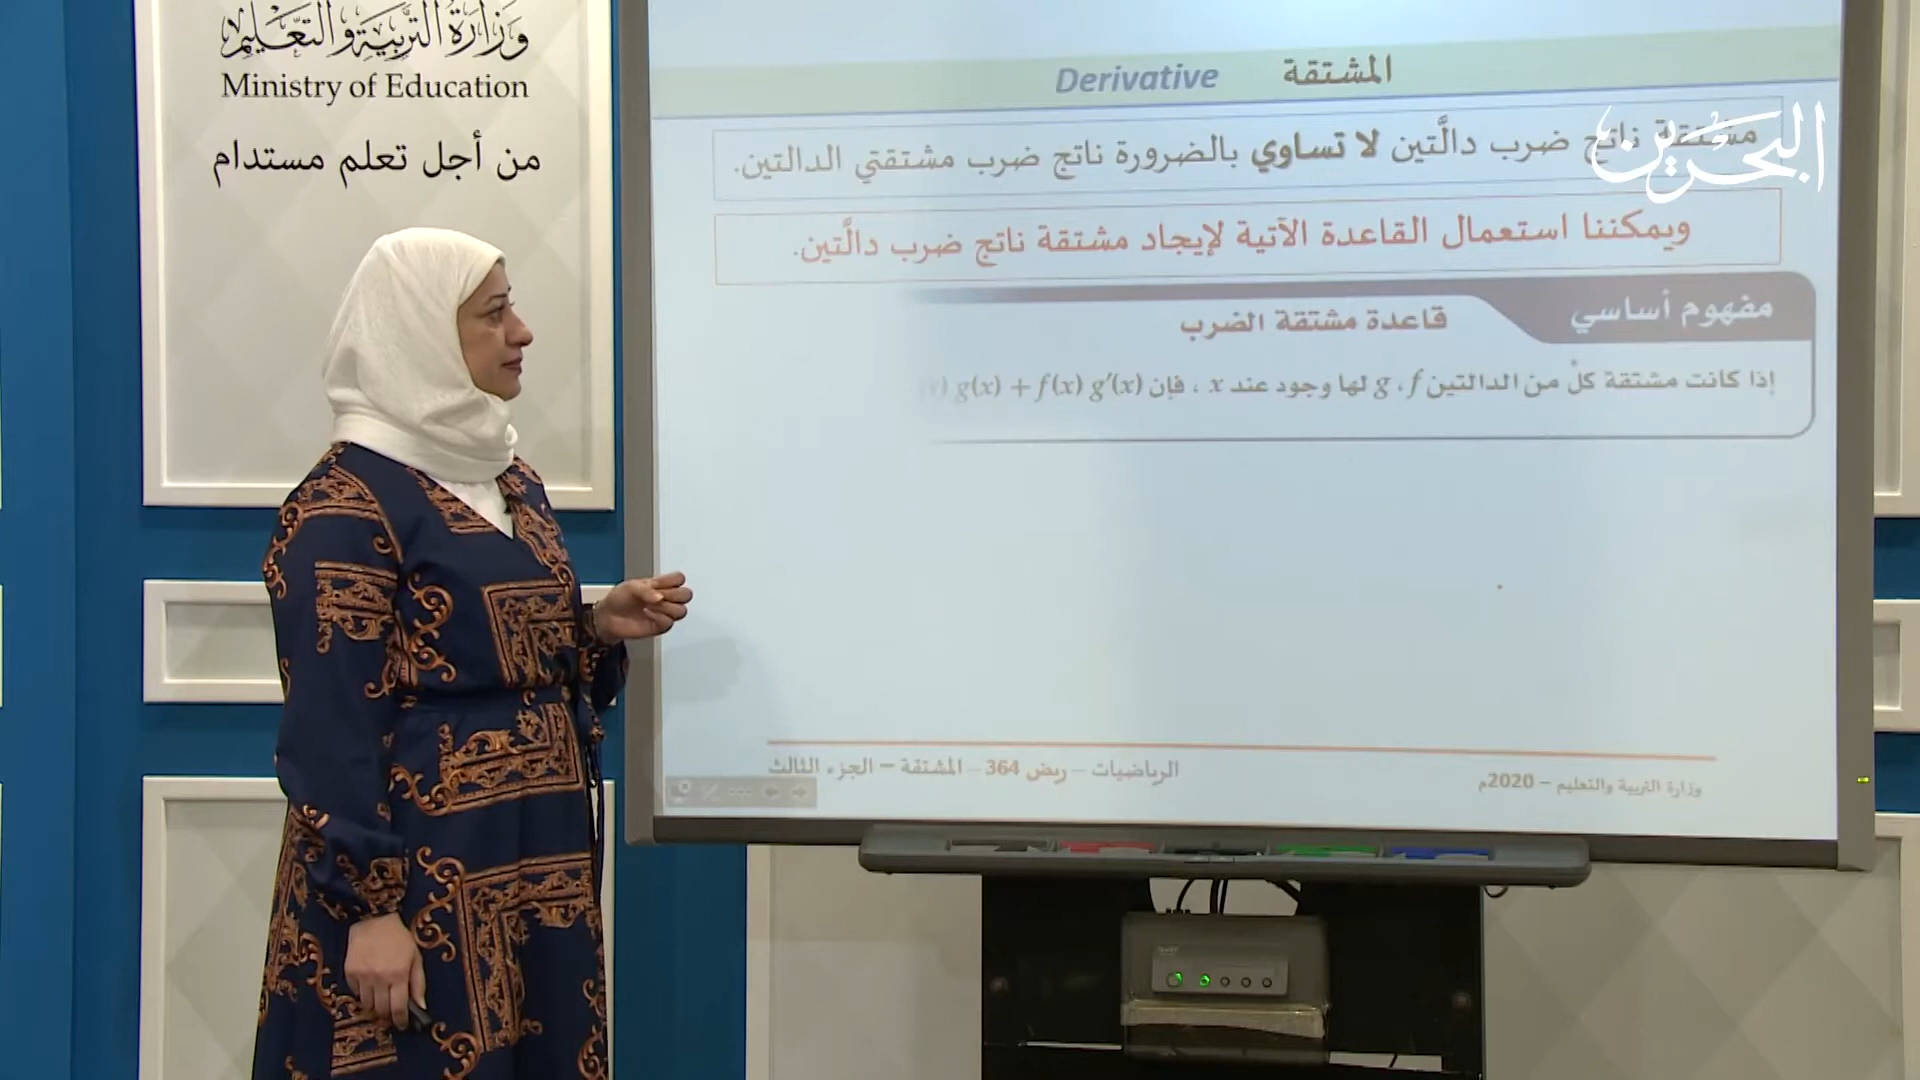 وزارة التربية والتعليم
Ministry of Education
من أجل تعلم مستدام
المشتقة Derivative
البحرين
مشتقة ناتج ضرب دالَّتين لا تساوي بالضرورة ناتج ضرب مشتقتي الدالتين.
ويمكننا استعمال القاعدة الآتية لإيجاد مشتقة ناتج ضرب دالَّتين.
مفهوم أساسي
قاعدة مشتقة الضرب
إذا كانت مشتقة كلٌ من الدالتين g ، f لها وجود عند x ، فإن g(x) + f(x) g′(x)
وزارة التربية والتعليم – 2020م
الرياضيات – ريض 364 – المشتقة – الجزء الثالث